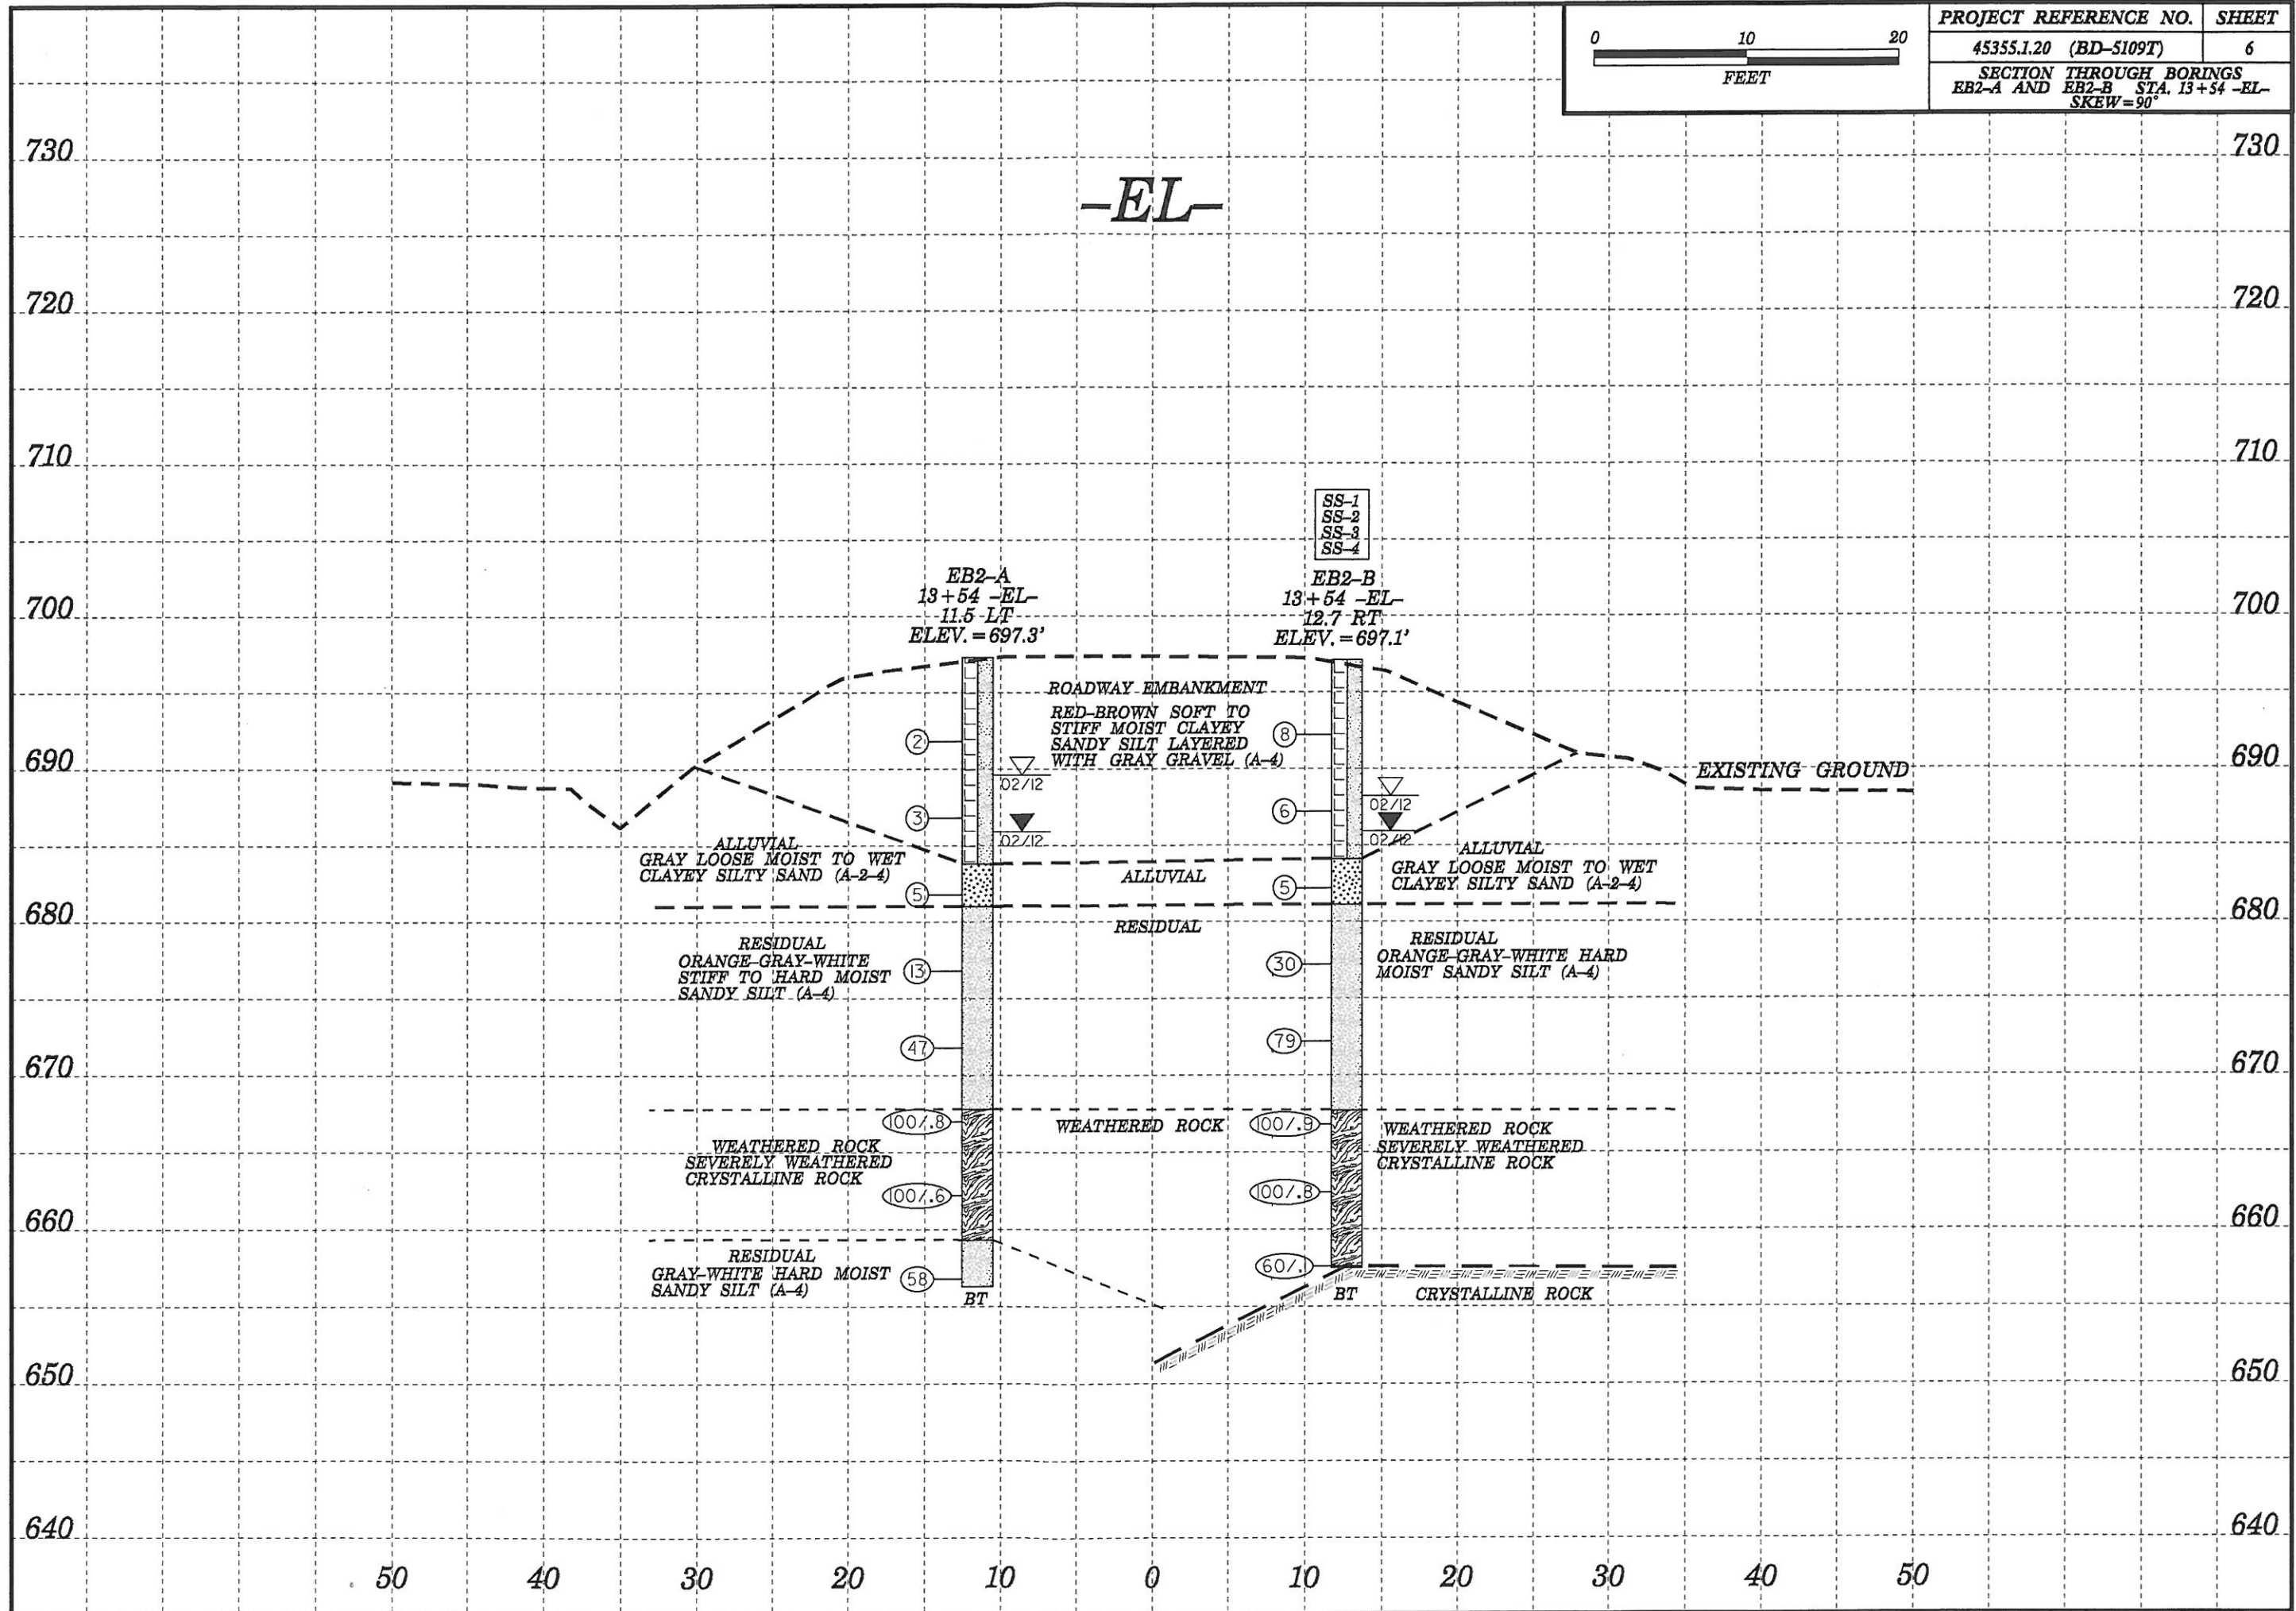 0 10 20
FEET
PROJECT REFERENCE NO. SHEET
45355.1.20 (BD-5109T) 6
SECTION THROUGH BORINGS
EB2-A AND EB2-B STA. 13+54 -EL-
SKEW=90°
730 730
-EL-
720 720
710 710
SS-1
SS-2
SS-3
SS-4
EB2-A
13+54 -EL-
11.5 LT
ELEV.=697.3'
EB2-B
13+54 -EL-
12.7 RT
ELEV.=697.1'
700 700
ROADWAY EMBANKMENT
RED-BROWN SOFT TO
STIFF MOIST CLAYEY
SANDY SILT LAYERED
WITH GRAY GRAVEL (A-4)
2
8
690 690
EXISTING GROUND
02/12
02/12
3
6
02/12
02/12
ALLUVIAL
GRAY LOOSE MOIST TO WET
CLAYEY SILTY SAND (A-2-4)
ALLUVIAL
ALLUVIAL
GRAY LOOSE MOIST TO WET
CLAYEY SILTY SAND (A-2-4)
5
5
680 680
RESIDUAL
RESIDUAL
ORANGE-GRAY-WHITE
STIFF TO HARD MOIST
SANDY SILT (A-4)
RESIDUAL
ORANGE-GRAY-WHITE HARD
MOIST SANDY SILT (A-4)
13
30
47
79
670 670
100/.8
WEATHERED ROCK
100/.9
WEATHERED ROCK
SEVERELY WEATHERED
CRYSTALLINE ROCK
WEATHERED ROCK
SEVERELY WEATHERED
CRYSTALLINE ROCK
100/.6
100/.8
660 660
RESIDUAL
GRAY-WHITE HARD MOIST
SANDY SILT (A-4)
58
60/.1
BT
BT
CRYSTALLINE ROCK
650 650
640 640
50 40 30 20 10 0 10 20 30 40 50